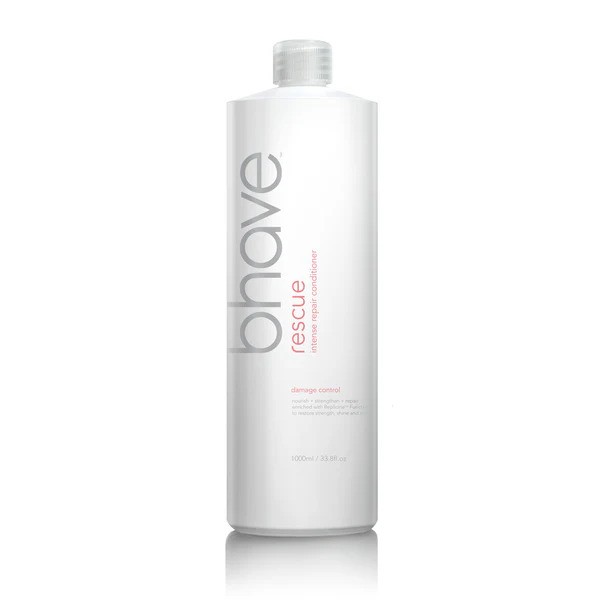 bhave®
rescue
intense repair conditioner
damage control
nourish + strengthen + repair
enriched with
to restore strength, shine and
1000ml / 33.8fl oz